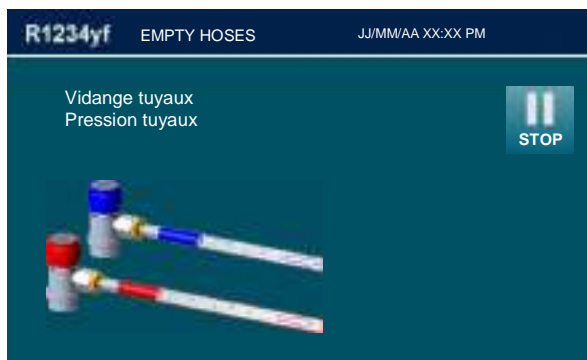 R1234yf EMPTY HOSES JJ/MM/AA XX:XX PM
Vidange tuyaux
Pression tuyaux
STOP